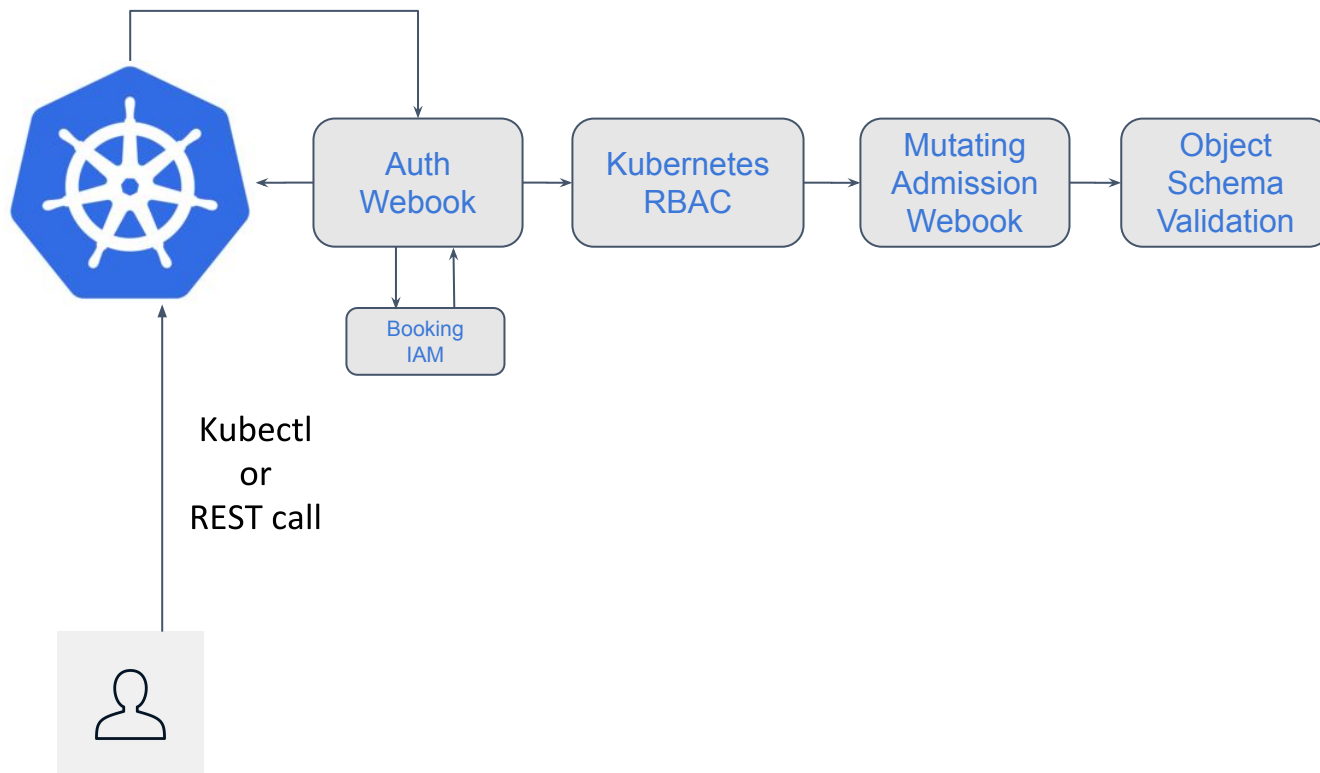 Auth
Webook
Kubernetes
RBAC
Mutating
Admission
Webook
Object
Schema
Validation
Booking
IAM
Kubectl
or
REST call